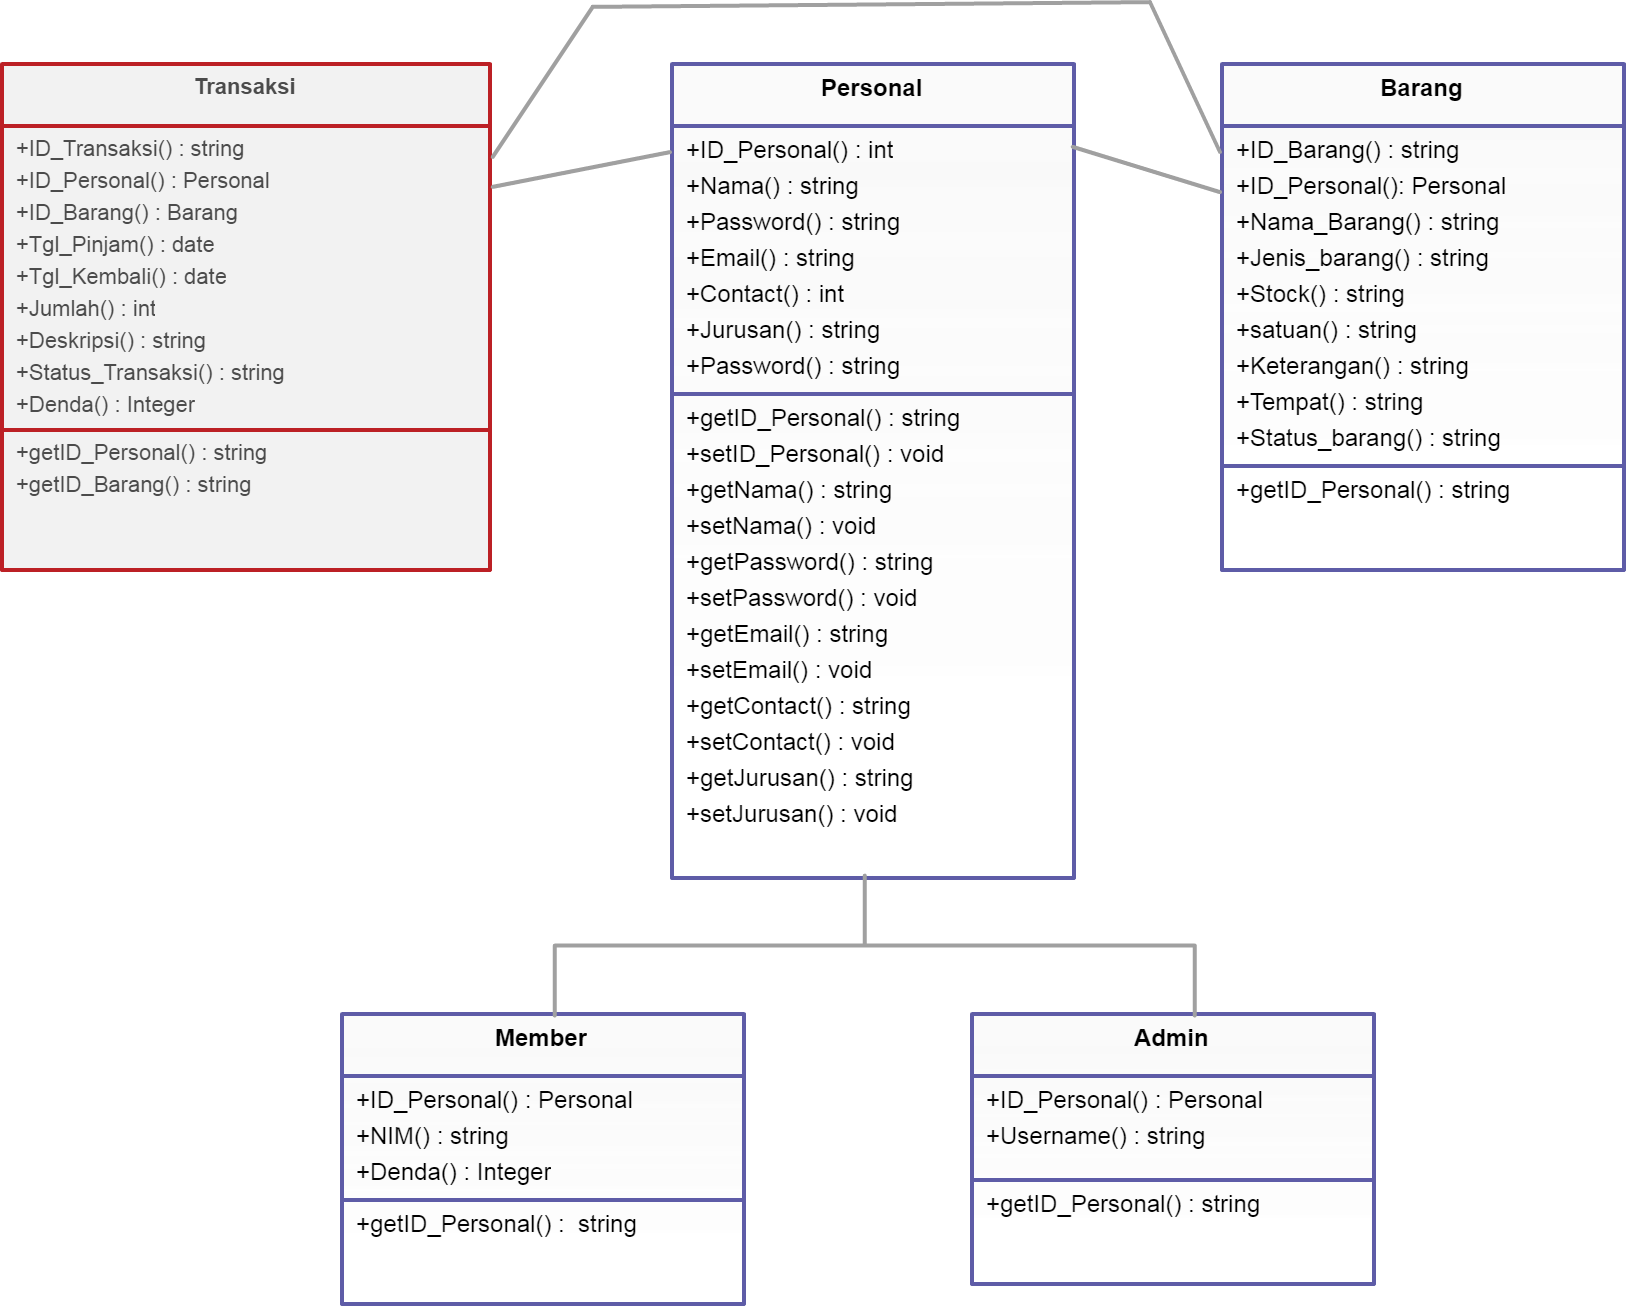 Transaksi
+ID_Transaksi() : string
+ID_Personal() : Personal
+ID_Barang() : Barang
+Tgl_Pinjam() : date
+Tgl_Kembali() : date
+Jumlah() : int
+Deskripsi() : string
+Status_Transaksi() : string
+Denda() : Integer
+getID_Personal() : string
+getID_Barang() : string
Personal
+ID_Personal() : int
+Nama() : string
+Password() : string
+Email() : string
+Contact() : int
+Jurusan() : string
+Password() : string
+getID_Personal() : string
+setID_Personal() : void
+getNama() : string
+setNama() : void
+getPassword() : string
+setPassword() : void
+getEmail() : string
+setEmail() : void
+getContact() : string
+setContact() : void
+getJurusan() : string
+setJurusan() : void
Barang
+ID_Barang() : string
+ID_Personal(): Personal
+Nama_Barang() : string
+Jenis_barang() : string
+Stock() : string
+satuan() : string
+Keterangan() : string
+Tempat() : string
+Status_barang() : string
+getID_Personal() : string
Member
+ID_Personal() : Personal
+NIM() : string
+Denda() : Integer
+getID_Personal() :  string
Admin
+ID_Personal() : Personal
+Username() : string
+getID_Personal() : string